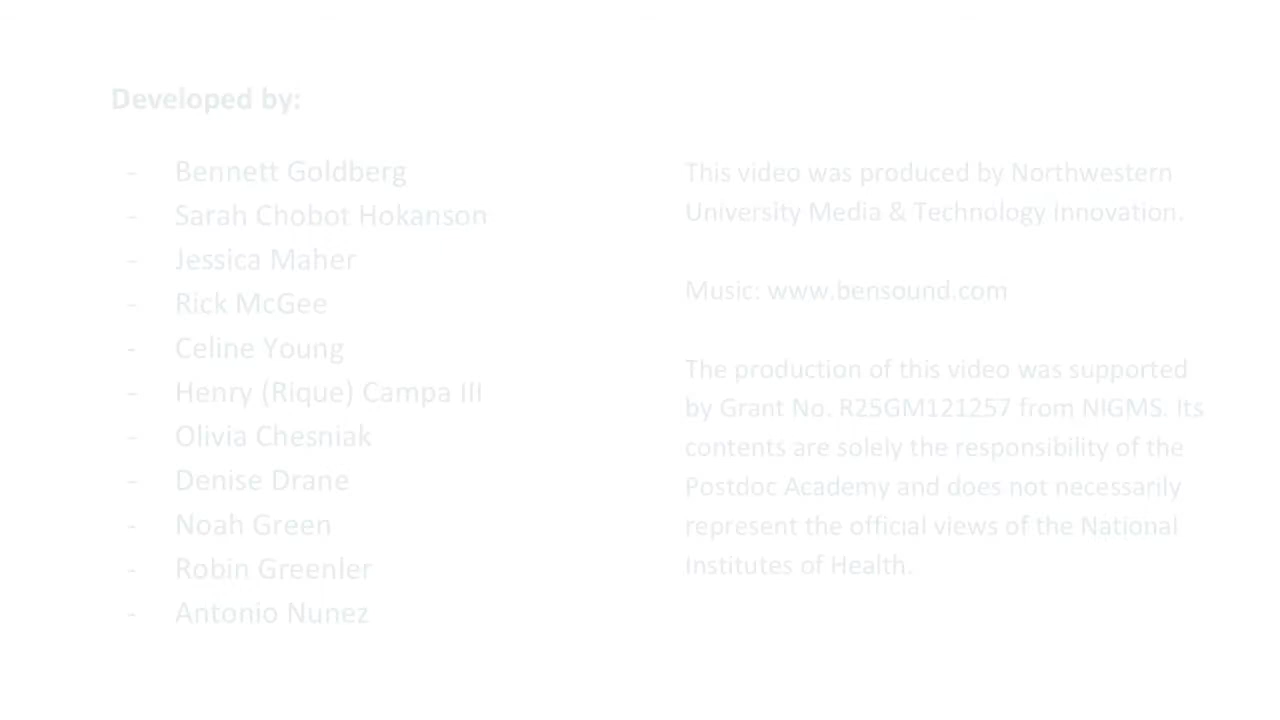 Developed by:
- Bennett Goldberg
- Sarah Chobot Hokanson
- Jessica Maher
- Rick McGee
- Celine Young
- Henry (Rique) Campa III
- Olivia Chesniak
- Denise Drane
- Noah Green
- Robin Greenler
- Antonio Nunez
This video was produced by Northwestern
University Media & Technology Innovation.
Music: www.bensound.com
The production of this video was supported
by Grant No. R25GM121257 from NIGMS. Its
contents are solely the responsibility of the
Postdoc Academy and does not necessarily
represent the official views of the National
Institutes of Health.